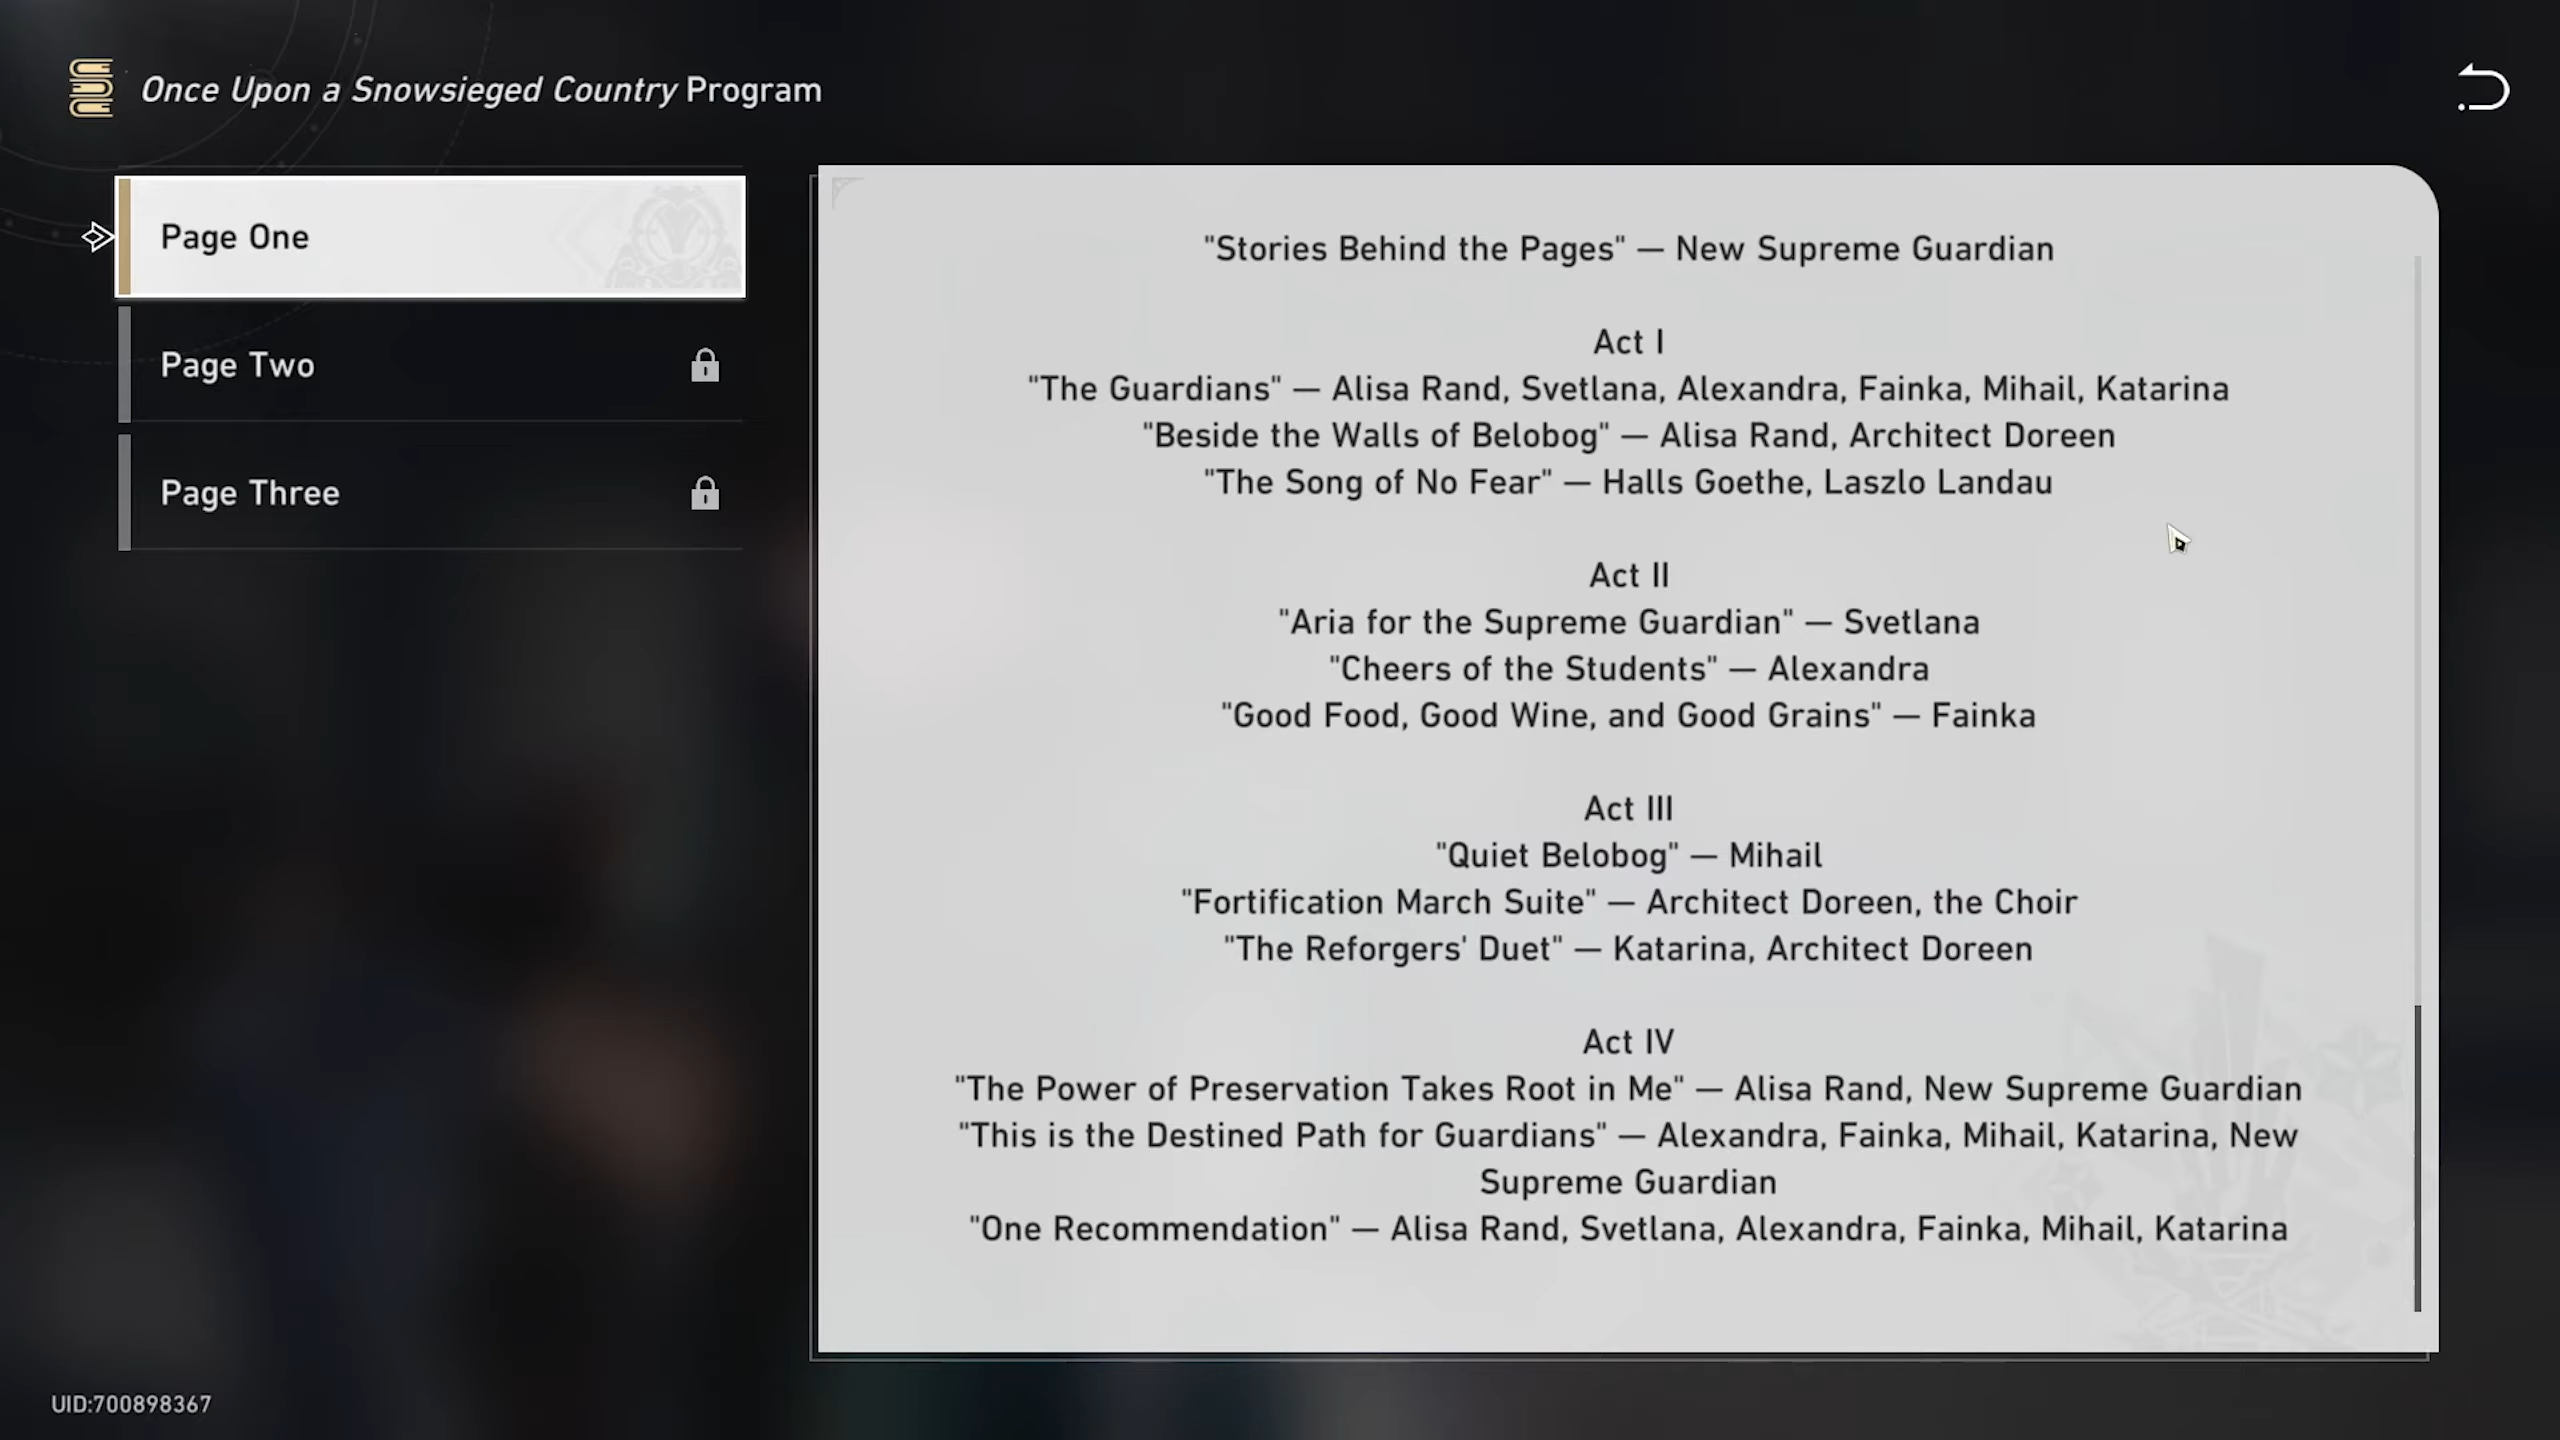 Once Upon a Snowsieged Country Program
Page One
Page Two
Page Three
"Stories Behind the Pages" — New Supreme Guardian
Act I
"The Guardians" — Alisa Rand, Svetlana, Alexandra, Fainka, Mihail, Katarina
"Beside the Walls of Belobog" — Alisa Rand, Architect Doreen
"The Song of No Fear" — Halls Goethe, Laszlo Landau
Act II
"Aria for the Supreme Guardian" — Svetlana
"Cheers of the Students" — Alexandra
"Good Food, Good Wine, and Good Grains" — Fainka
Act III
"Quiet Belobog" — Mihail
"Fortification March Suite" — Architect Doreen, the Choir
"The Reforgers' Duet" — Katarina, Architect Doreen
Act IV
"The Power of Preservation Takes Root in Me" — Alisa Rand, New Supreme Guardian
"This is the Destined Path for Guardians" — Alexandra, Fainka, Mihail, Katarina, New
Supreme Guardian
"One Recommendation" — Alisa Rand, Svetlana, Alexandra, Fainka, Mihail, Katarina
UID:700898367